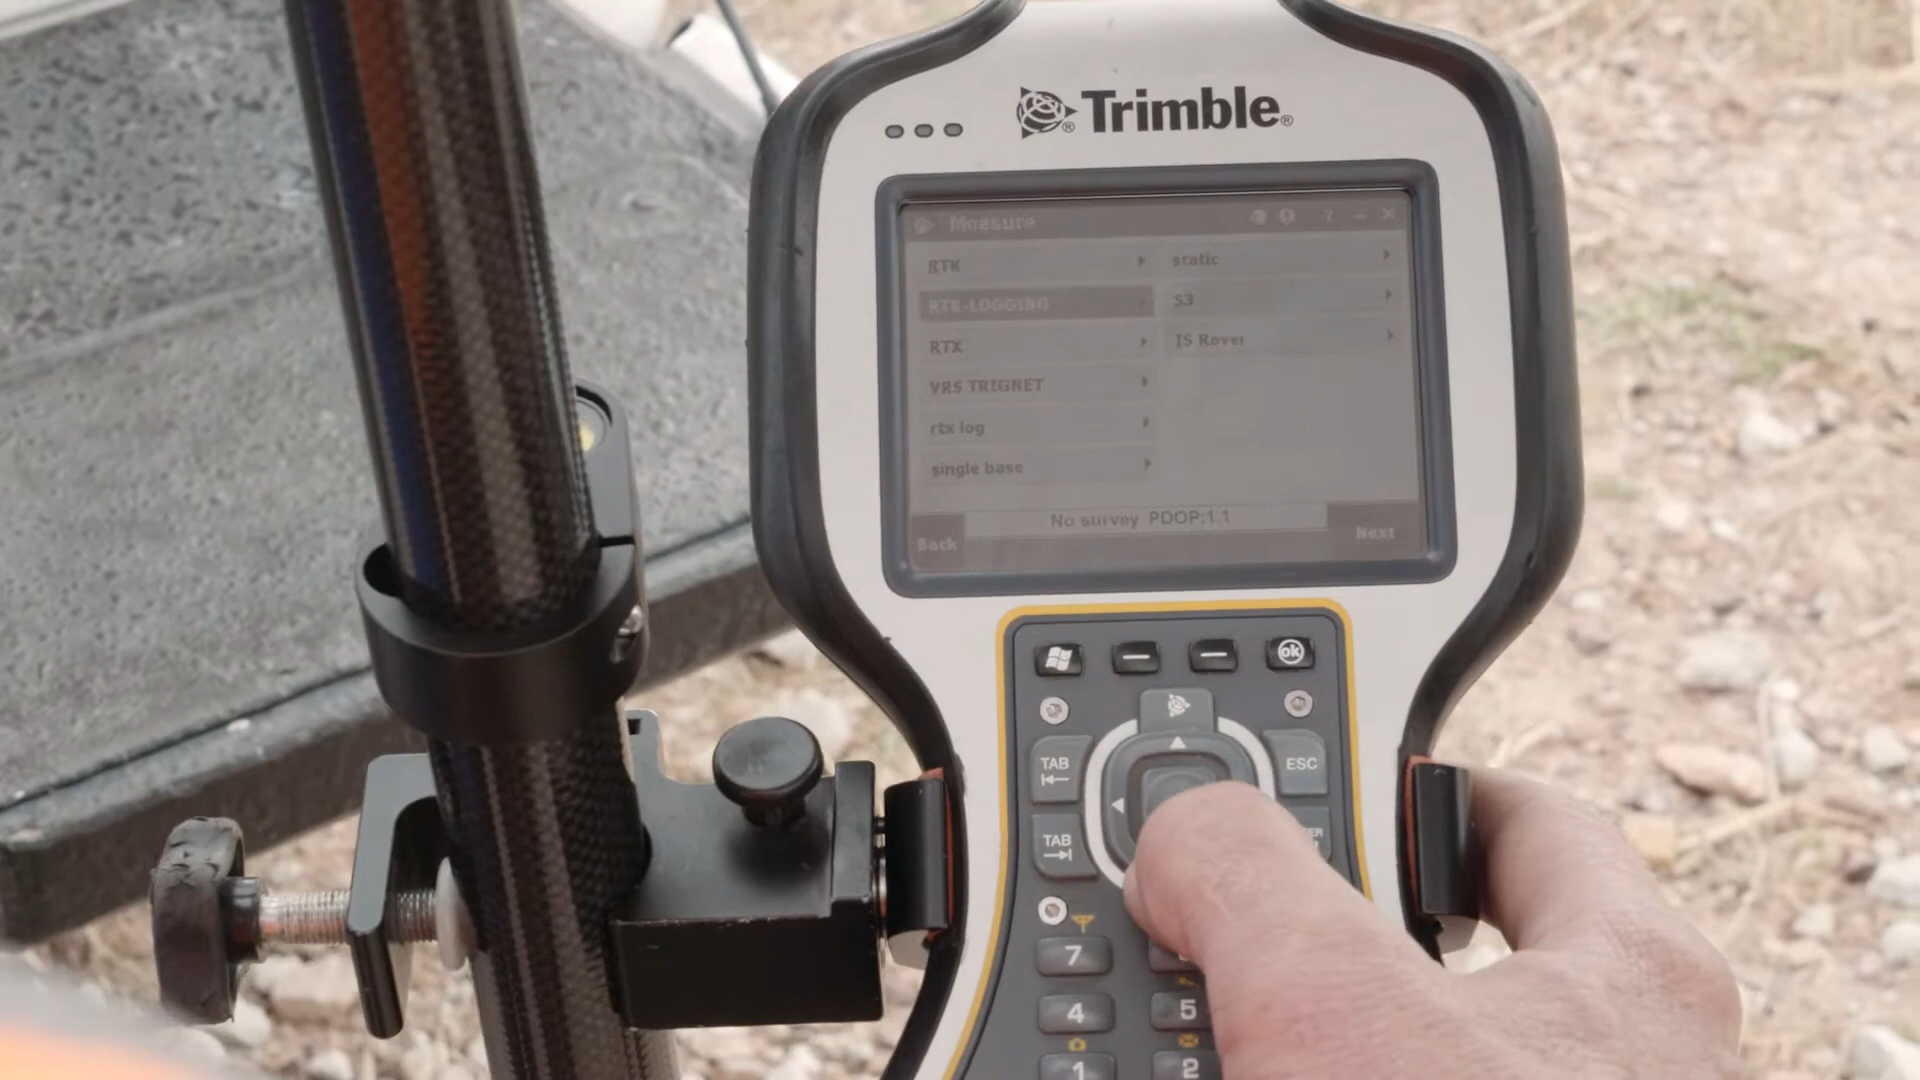 Trimble®
Measure
RTK
RTK-LOGGING
RTX
VRS TRIGNET
rtx log
single base
static
S3
IS Rover
No survey PDOP:1.1
Back
Next
ok
TAB
ESC
TAB
7
4
5
1
2